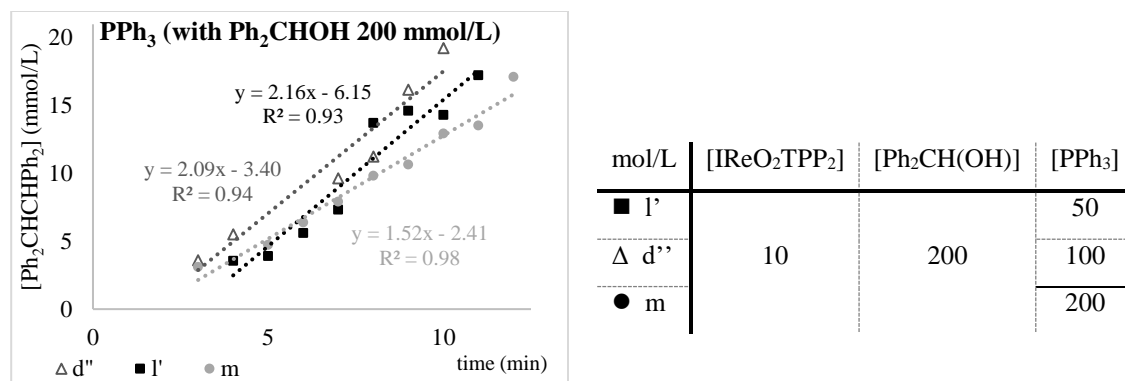 PPh₃ (with Ph₂CHOH 200 mmol/L)
[Ph₂CHCHPh₂] (mmol/L)
20
15
10
5
0
y = 2.16x - 6.15
R² = 0.93
y = 2.09x - 3.40
R² = 0.94
y = 1.52x - 2.41
R² = 0.98
0 5 10
time (min)
Δ d" ■ l' ● m
mol/L [IReO₂TPP₂] [Ph₂CH(OH)] [PPh₃]
■ l’ 50
Δ d’’ 10 200 100
● m 200